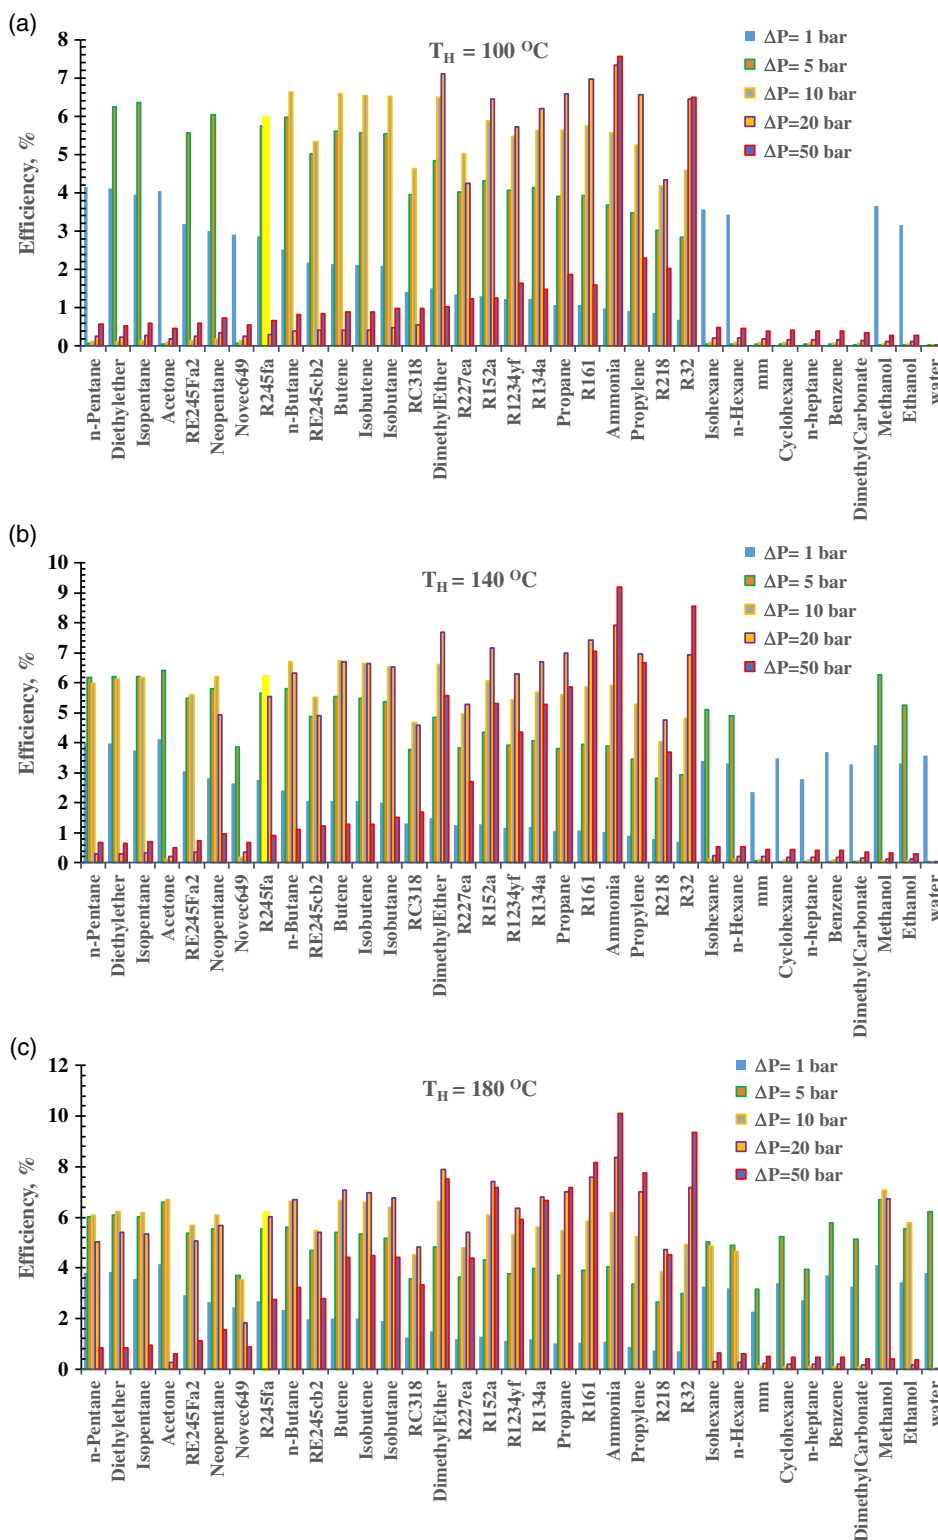 (a)
8
7
6
5
4
3
2
1
0
Efficiency, %
T_H = 100 °C
ΔP= 1 bar
ΔP= 5 bar
ΔP= 10 bar
ΔP=20 bar
ΔP=50 bar
n-Pentane
Diethylether
Isopentane
Acetone
RE245Fa2
Neopentane
Novec649
R245fa
n-Butane
RE245cb2
Butene
Isobutene
Isobutane
RC318
DimethylEther
R227ea
R152a
R1234yf
R134a
Propane
R161
Ammonia
Propylene
R218
R32
Isohexane
n-Hexane
mm
Cyclohexane
n-heptane
Benzene
DimethylCarbonate
Methanol
Ethanol
water
(b)
10
9
8
7
6
5
4
3
2
1
0
Efficiency, %
T_H = 140 °C
ΔP= 1 bar
ΔP= 5 bar
ΔP= 10 bar
ΔP=20 bar
ΔP=50 bar
n-Pentane
Diethylether
Isopentane
Acetone
RE245Fa2
Neopentane
Novec649
R245fa
n-Butane
RE245cb2
Butene
Isobutene
Isobutane
RC318
DimethylEther
R227ea
R152a
R1234yf
R134a
Propane
R161
Ammonia
Propylene
R218
R32
Isohexane
n-Hexane
mm
Cyclohexane
n-heptane
Benzene
DimethylCarbonate
Methanol
Ethanol
water
(c)
12
10
8
6
4
2
0
Efficiency, %
T_H = 180 °C
ΔP= 1 bar
ΔP= 5 bar
ΔP= 10 bar
ΔP=20 bar
ΔP=50 bar
n-Pentane
Diethylether
Isopentane
Acetone
RE245Fa2
Neopentane
Novec649
R245fa
n-Butane
RE245cb2
Butene
Isobutene
Isobutane
RC318
DimethylEther
R227ea
R152a
R1234yf
R134a
Propane
R161
Ammonia
Propylene
R218
R32
Isohexane
n-Hexane
mm
Cyclohexane
n-heptane
Benzene
DimethylCarbonate
Methanol
Ethanol
water